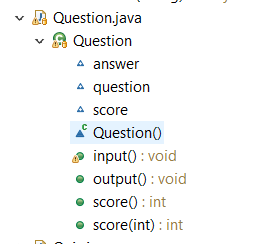 Question.java
Question
answer
question
score
Question()
input() : void
output() : void
score() : int
score(int) : int